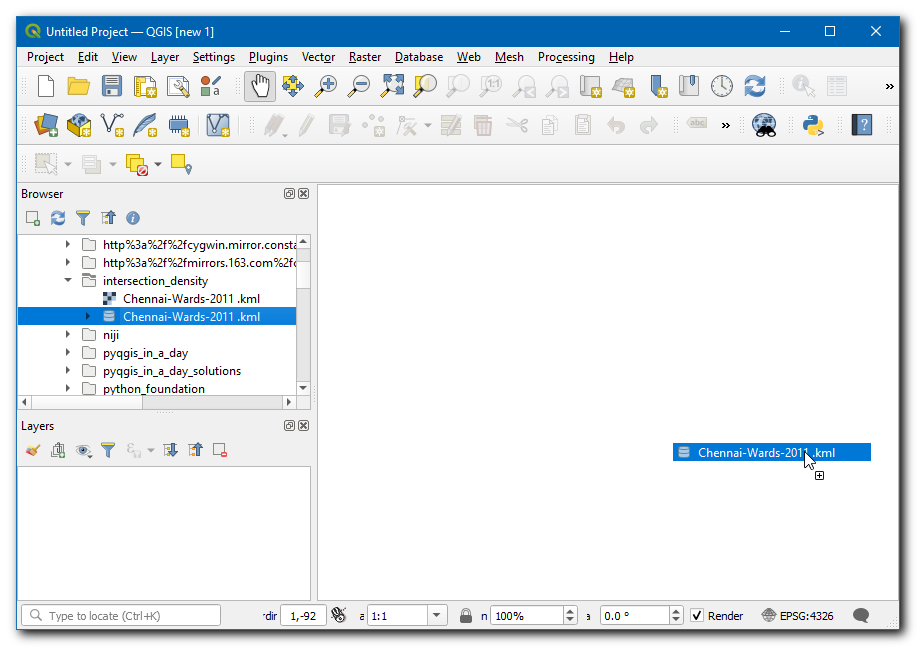 Untitled Project — QGIS [new 1]
Project Edit View Layer Settings Plugins Vector Raster Database Web Mesh Processing Help
1:1
»
abc
»
?
Browser
http%3a%2f%2fcygwin.mirror.consta
http%3a%2f%2fmirrors.163.com%2fc
intersection_density
Chennai-Wards-2011 .kml
Chennai-Wards-2011 .kml
niji
pyqgis_in_a_day
pyqgis_in_a_day_solutions
python_foundation
Layers
Chennai-Wards-2011 .kml
Type to locate (Ctrl+K) rdir 1,-92 a 1:1 n 100% a 0.0 ° Render EPSG:4326